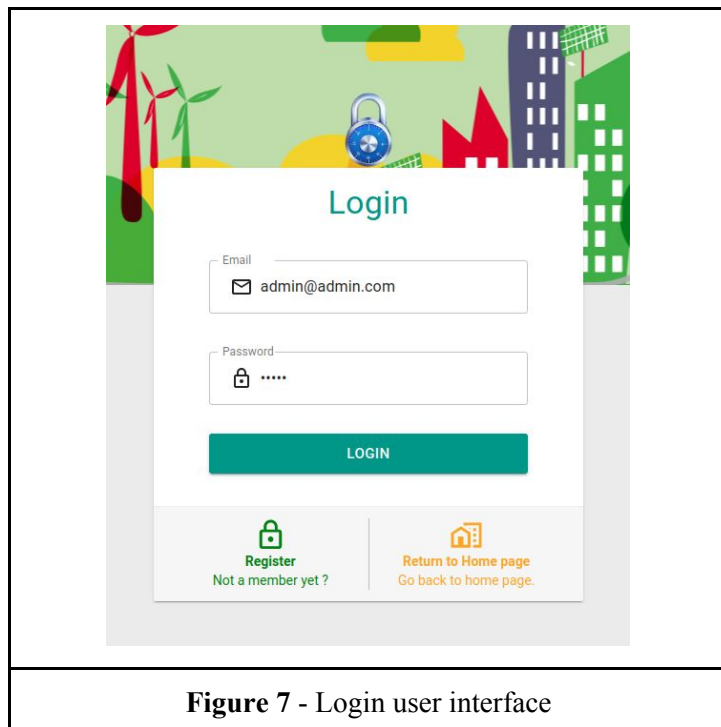 Login
Email
admin@admin.com
Password
•••••
LOGIN
Register
Not a member yet ?
Return to Home page
Go back to home page.
Figure 7 - Login user interface